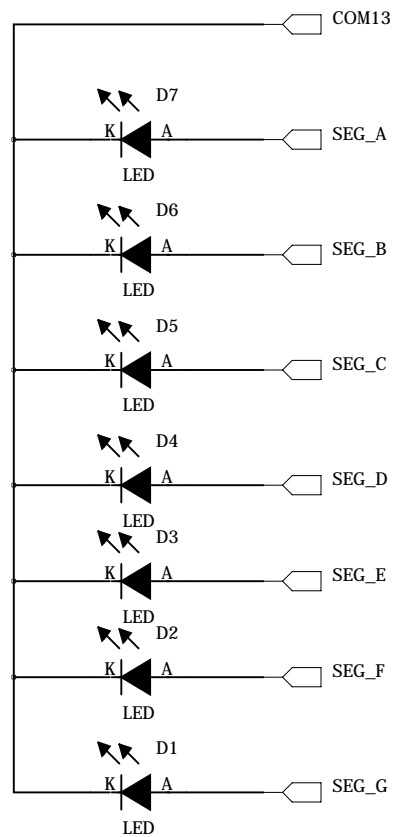 COM13
D7
K A SEG_A
LED
D6
K A SEG_B
LED
D5
K A SEG_C
LED
D4
K A SEG_D
LED
D3
K A SEG_E
LED
D2
K A SEG_F
LED
D1
K A SEG_G
LED